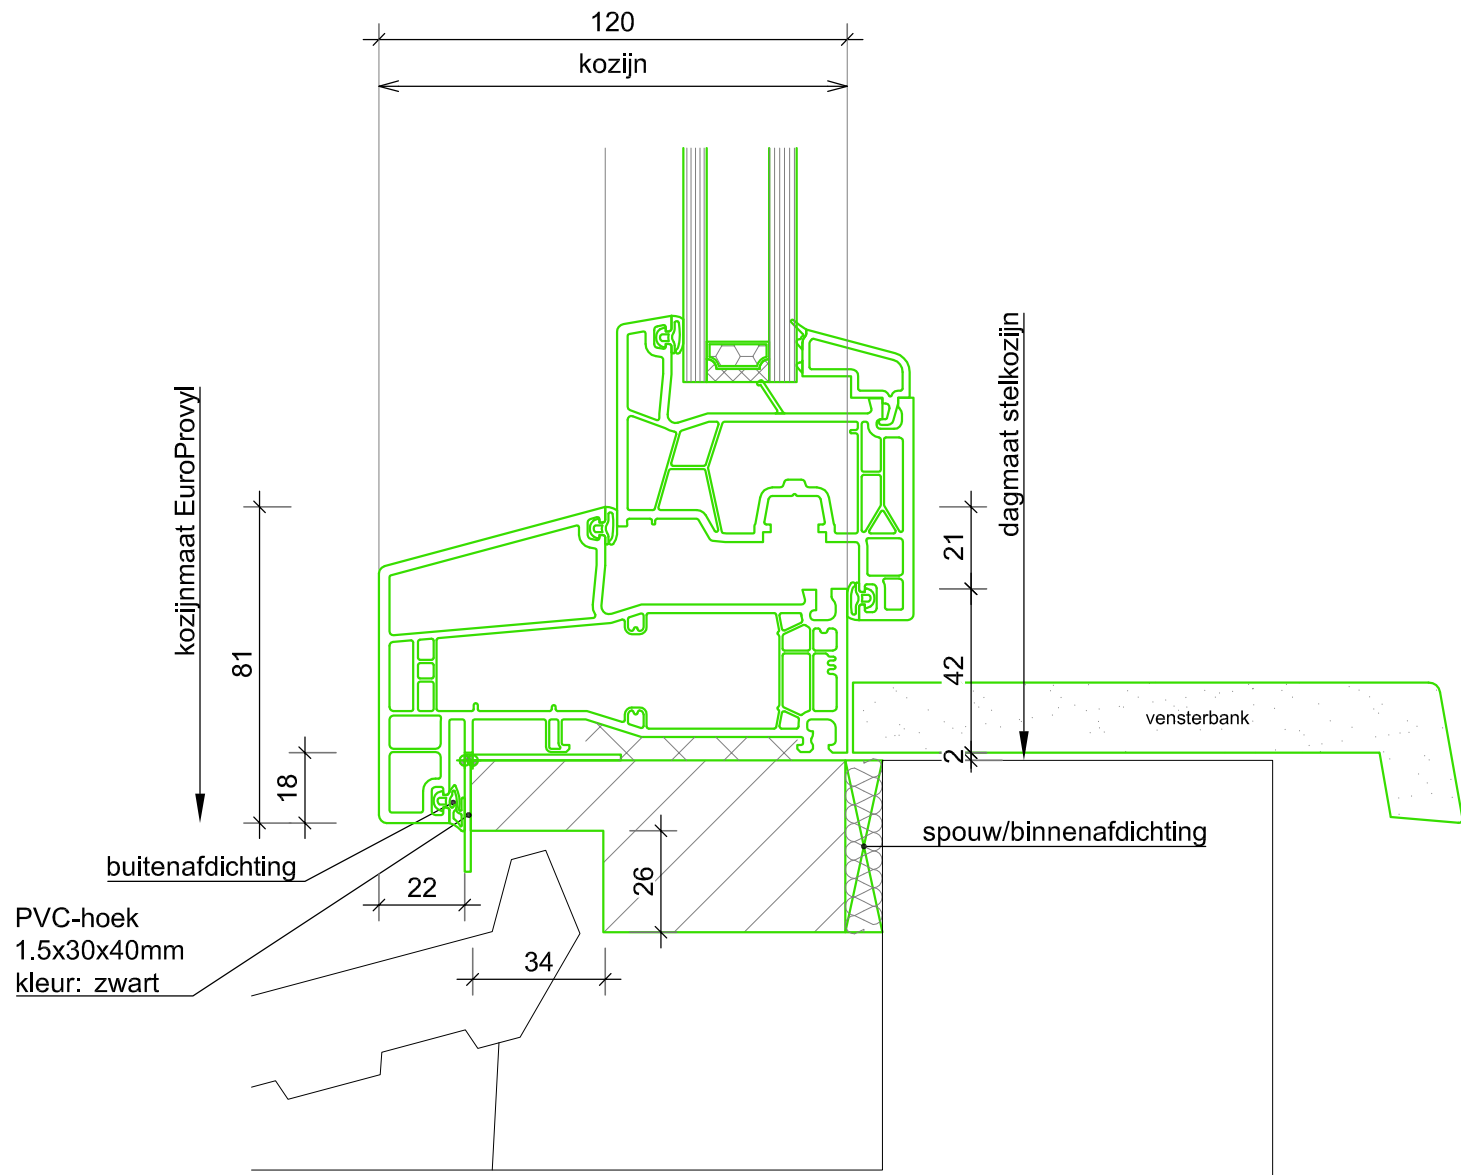 120
kozijn
kozijnmaat EuroProvyl
dagmaat stelkozijn
81
21
42
2
18
vensterbank
spouw/binnenafdichting
buitenafdichting
22
26
34
PVC-hoek
1.5x30x40mm
kleur: zwart